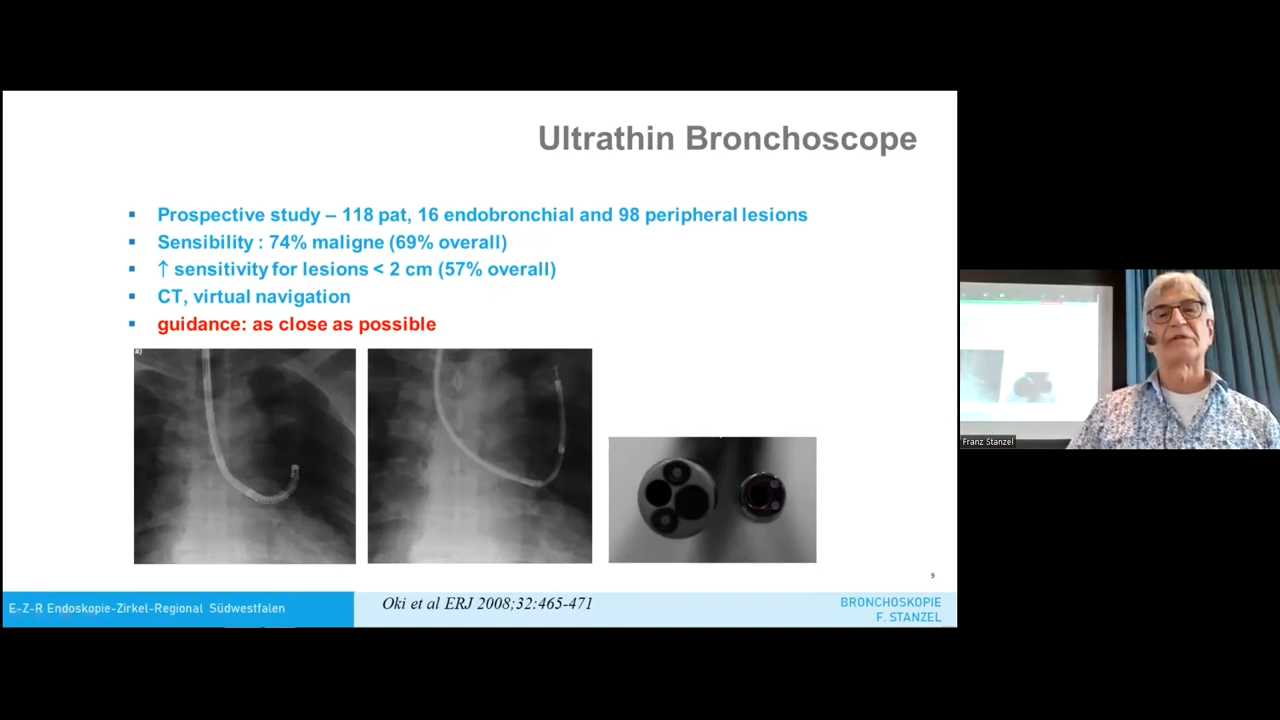 Ultrathin Bronchoscope
▪ Prospective study – 118 pat, 16 endobronchial and 98 peripheral lesions
▪ Sensibility : 74% maligne (69% overall)
▪ ↑ sensitivity for lesions < 2 cm (57% overall)
▪ CT, virtual navigation
▪ guidance: as close as possible
a)
9
E-Z-R Endoskopie-Zirkel-Regional Südwestfalen
Oki et al ERJ 2008;32:465-471
BRONCHOSKOPIE
F. STANZEL
Franz Stanzel